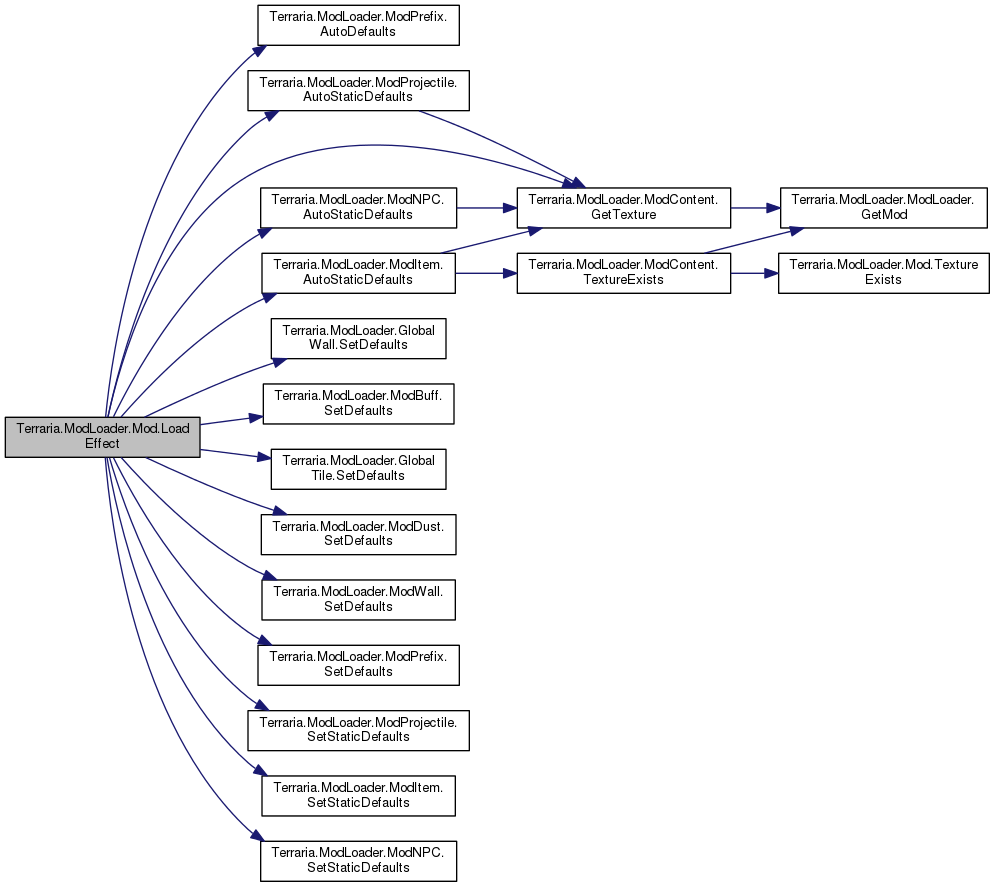 Terraria.ModLoader.ModPrefix.
AutoDefaults
Terraria.ModLoader.ModProjectile.
AutoStaticDefaults
Terraria.ModLoader.ModNPC.
AutoStaticDefaults
Terraria.ModLoader.ModContent.
GetTexture
Terraria.ModLoader.ModLoader.
GetMod
Terraria.ModLoader.ModItem.
AutoStaticDefaults
Terraria.ModLoader.ModContent.
TextureExists
Terraria.ModLoader.Mod.Texture
Exists
Terraria.ModLoader.Global
Wall.SetDefaults
Terraria.ModLoader.ModBuff.
SetDefaults
Terraria.ModLoader.Mod.Load
Effect
Terraria.ModLoader.Global
Tile.SetDefaults
Terraria.ModLoader.ModDust.
SetDefaults
Terraria.ModLoader.ModWall.
SetDefaults
Terraria.ModLoader.ModPrefix.
SetDefaults
Terraria.ModLoader.ModProjectile.
SetStaticDefaults
Terraria.ModLoader.ModItem.
SetStaticDefaults
Terraria.ModLoader.ModNPC.
SetStaticDefaults